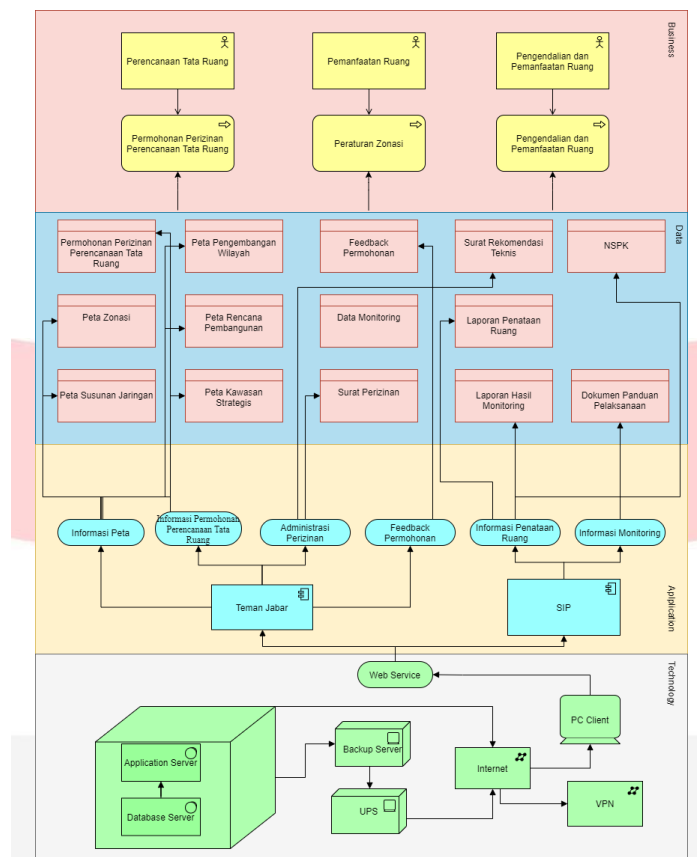 Business
Perencanaan Tata Ruang
Pemanfaatan Ruang
Pengendalian dan
Pemanfaatan Ruang
Permohonan Perizinan
Perencanaan Tata Ruang
Peraturan Zonasi
Pengendalian dan
Pemanfaatan Ruang
Data
Permohonan Perizinan
Perencanaan Tata
Ruang
Peta Pengembangan
Wilayah
Feedback
Permohonan
Surat Rekomendasi
Teknis
NSPK
Peta Zonasi
Peta Rencana
Pembangunan
Data Monitoring
Laporan Penataan
Ruang
Peta Susunan Jaringan
Peta Kawasan
Strategis
Surat Perizinan
Laporan Hasil
Monitoring
Dokumen Panduan
Pelaksanaan
Informasi Peta
Informasi Permohonan
Perencanaan Tata
Ruang
Administrasi
Perizinan
Feedback
Permohonan
Informasi Penataan
Ruang
Informasi Monitoring
Teman Jabar
SIP
Aplplication
Web Service
Technology
PC Client
Application Server
Backup Server
Internet
Database Server
UPS
VPN